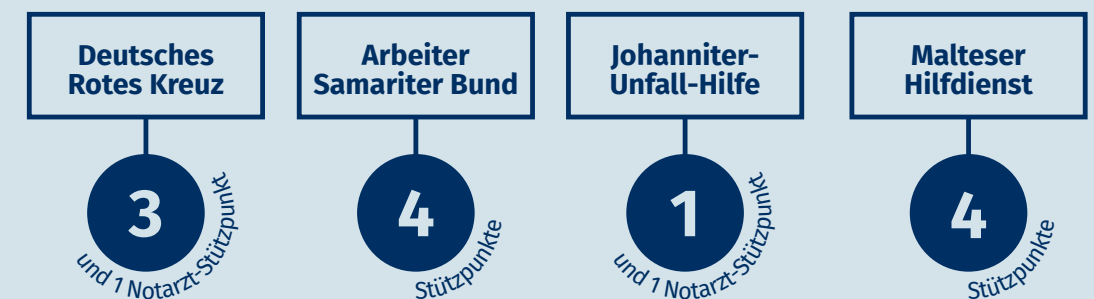 Deutsches
Rotes Kreuz
3
und 1 Notarzt-Stützpunkt
Arbeiter
Samariter Bund
4
Stützpunkte
Johanniter-
Unfall-Hilfe
1
und 1 Notarzt-Stützpunkt
Malteser
Hilfdienst
4
Stützpunkte